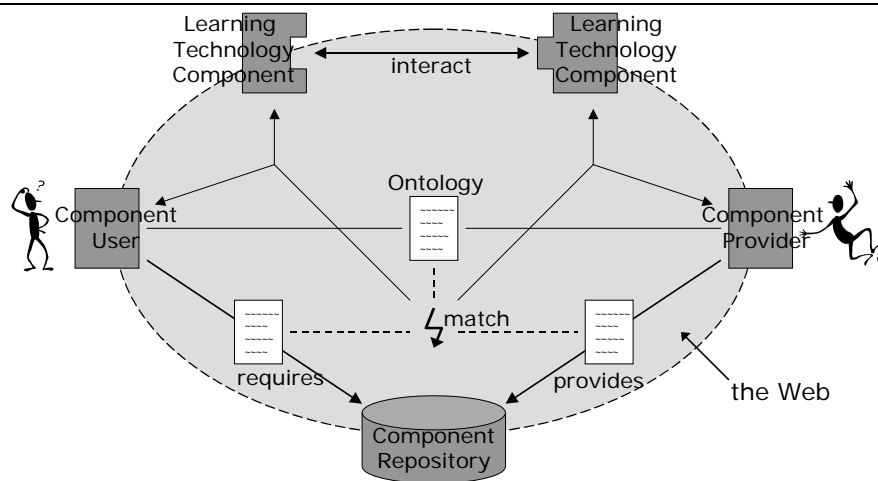 Learning
Technology
Component
Learning
Technology
Component
interact
?
Ontology
Component
User
Component
Provider
match
requires
provides
the Web
Component
Repository